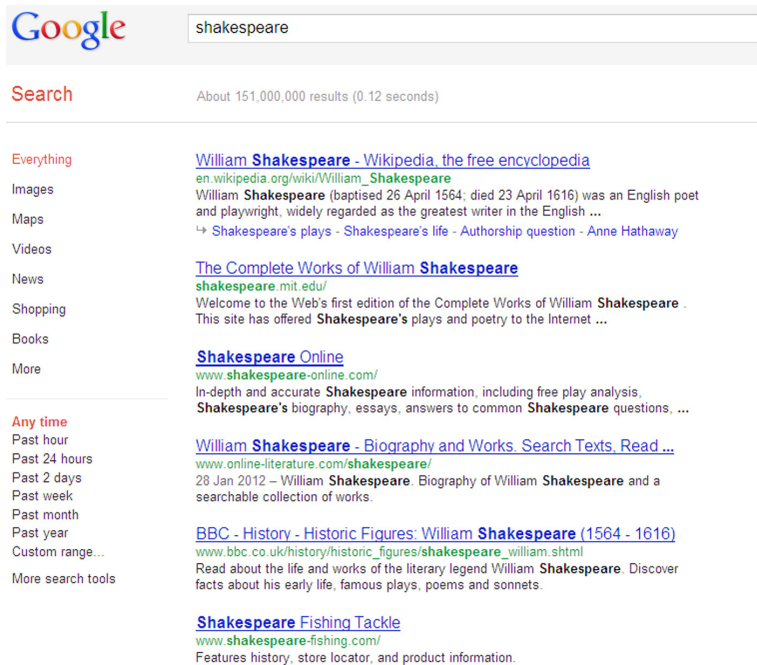 Google
shakespeare
Search
About 151,000,000 results (0.12 seconds)
Everything
Images
Maps
Videos
News
Shopping
Books
More
Any time
Past hour
Past 24 hours
Past 2 days
Past week
Past month
Past year
Custom range...
More search tools
William Shakespeare - Wikipedia, the free encyclopedia
en.wikipedia.org/wiki/William_Shakespeare
William Shakespeare (baptised 26 April 1564; died 23 April 1616) was an English poet
and playwright, widely regarded as the greatest writer in the English ...
↳ Shakespeare's plays - Shakespeare's life - Authorship question - Anne Hathaway
The Complete Works of William Shakespeare
shakespeare.mit.edu/
Welcome to the Web's first edition of the Complete Works of William Shakespeare .
This site has offered Shakespeare's plays and poetry to the Internet ...
Shakespeare Online
www.shakespeare-online.com/
In-depth and accurate Shakespeare information, including free play analysis,
Shakespeare's biography, essays, answers to common Shakespeare questions, ...
William Shakespeare - Biography and Works. Search Texts, Read ...
www.online-literature.com/shakespeare/
28 Jan 2012 – William Shakespeare. Biography of William Shakespeare and a
searchable collection of works.
BBC - History - Historic Figures: William Shakespeare (1564 - 1616)
www.bbc.co.uk/history/historic_figures/shakespeare_william.shtml
Read about the life and works of the literary legend William Shakespeare. Discover
facts about his early life, famous plays, poems and sonnets.
Shakespeare Fishing Tackle
www.shakespeare-fishing.com/
Features history, store locator, and product information.